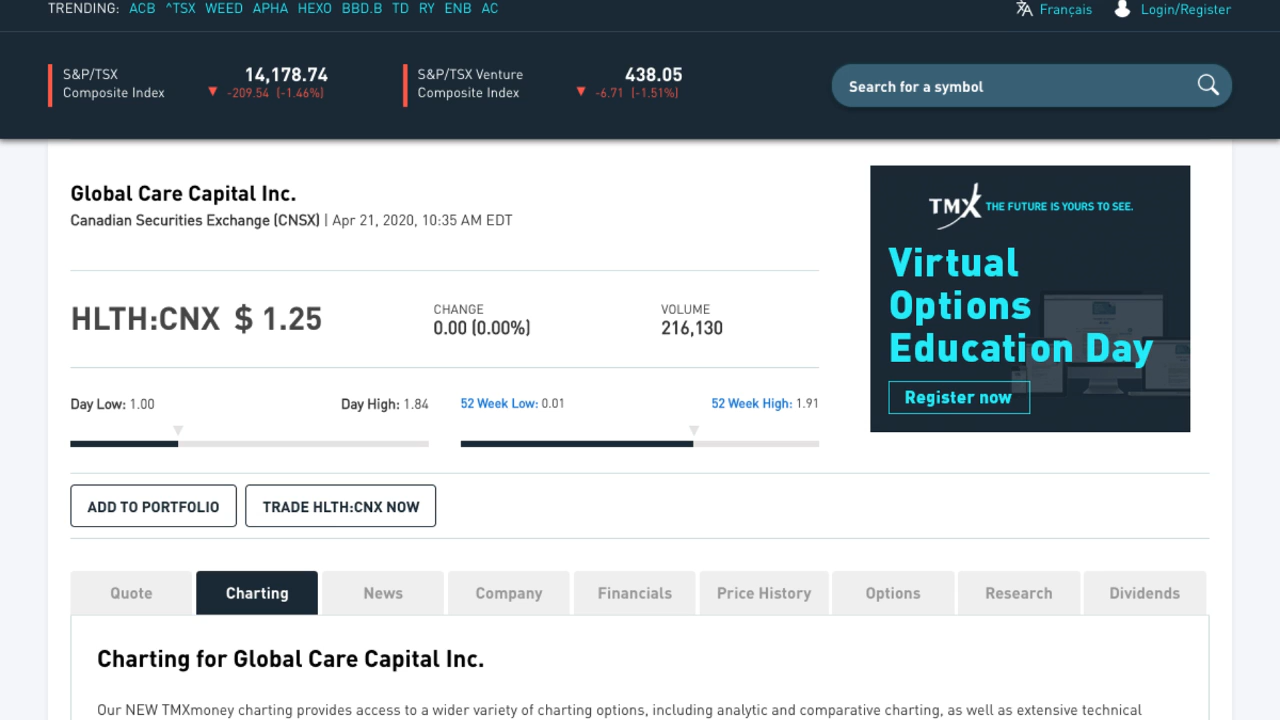 TRENDING: ACB ^TSX WEED APHA HEXO BBD.B TD RY ENB AC
Français Login/Register
S&P/TSX
Composite Index
14,178.74
-209.54 (-1.46%)
S&P/TSX Venture
Composite Index
438.05
-6.71 (-1.51%)
Search for a symbol
Global Care Capital Inc.
Canadian Securities Exchange (CNSX) | Apr 21, 2020, 10:35 AM EDT
HLTH:CNX $ 1.25
CHANGE
0.00 (0.00%)
VOLUME
216,130
Day Low: 1.00
Day High: 1.84
52 Week Low: 0.01
52 Week High: 1.91
TMX THE FUTURE IS YOURS TO SEE.
Virtual
Options
Education Day
Register now
ADD TO PORTFOLIO
TRADE HLTH:CNX NOW
Quote Charting News Company Financials Price History Options Research Dividends
Charting for Global Care Capital Inc.
Our NEW TMXmoney charting provides access to a wider variety of charting options, including analytic and comparative charting, as well as extensive technical